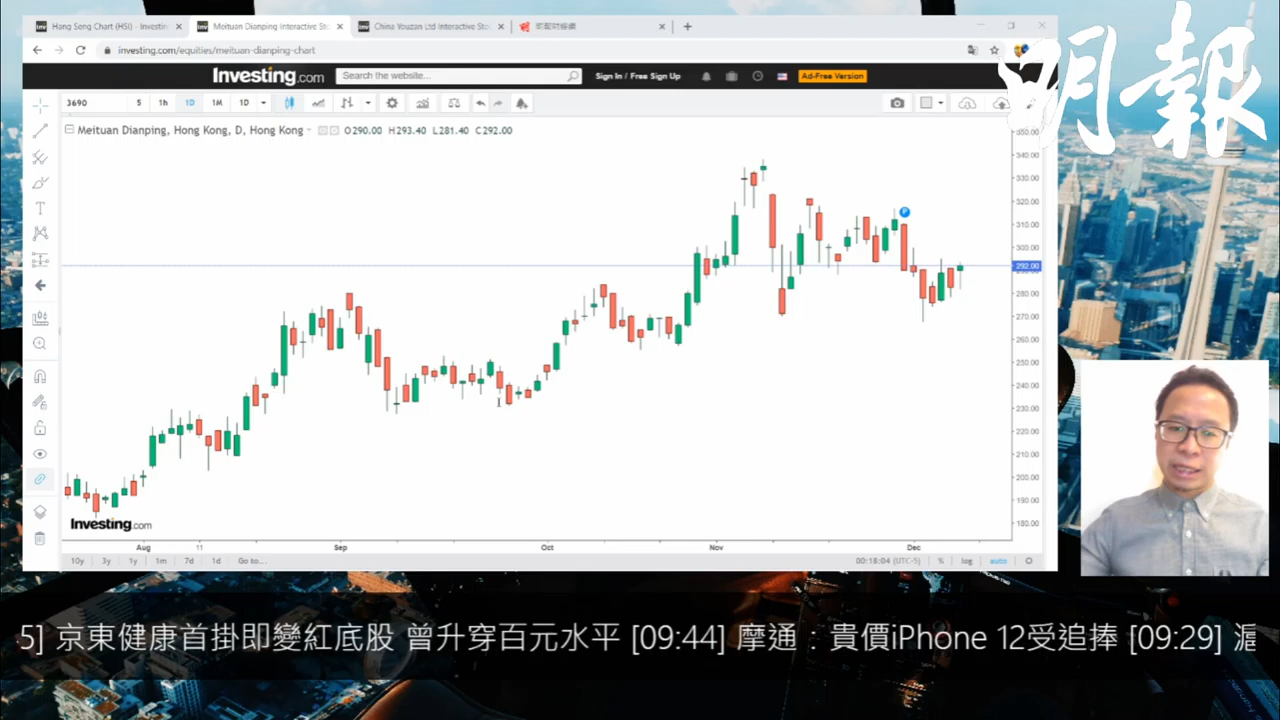 Hang Seng Chart (HSI) - Investin
Meituan Dianping Interactive Sto
China Youzan Ltd Interactive Sto
investing.com/equities/meituan-dianping-chart
明報
Investing.com
Search the website...
Sign In / Free Sign Up
Ad-Free Version
3690
5
1h
1D
1M
1D
Meituan Dianping, Hong Kong, D, Hong Kong
O290.00 H293.40 L281.40 C292.00
350.00
340.00
330.00
320.00
310.00
300.00
292.00
280.00
270.00
260.00
250.00
240.00
230.00
220.00
210.00
200.00
190.00
180.00
P
Investing.com
Aug
11
Sep
Oct
Nov
Dec
10y
3y
1y
1m
7d
1d
Go to...
00:18:04 (UTC-5)
%
log
auto
5] 京東健康首掛即變紅底股 曾升穿百元水平 [09:44] 摩通：貴價iPhone 12受追捧 [09:29] 滙